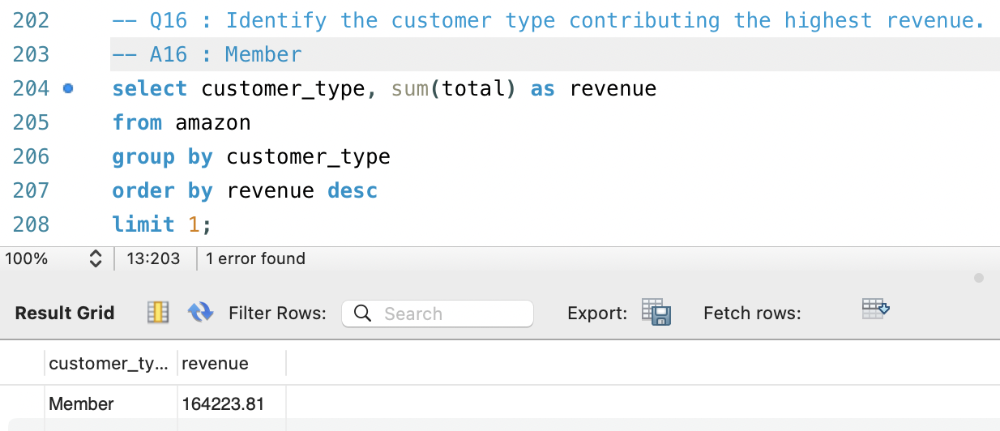 202 -- Q16 : Identify the customer type contributing the highest revenue.
203 -- A16 : Member
204 select customer_type, sum(total) as revenue
205 from amazon
206 group by customer_type
207 order by revenue desc
208 limit 1;
100% 13:203 1 error found
Result Grid Filter Rows: Search Export: Fetch rows:
customer_ty... revenue
Member 164223.81